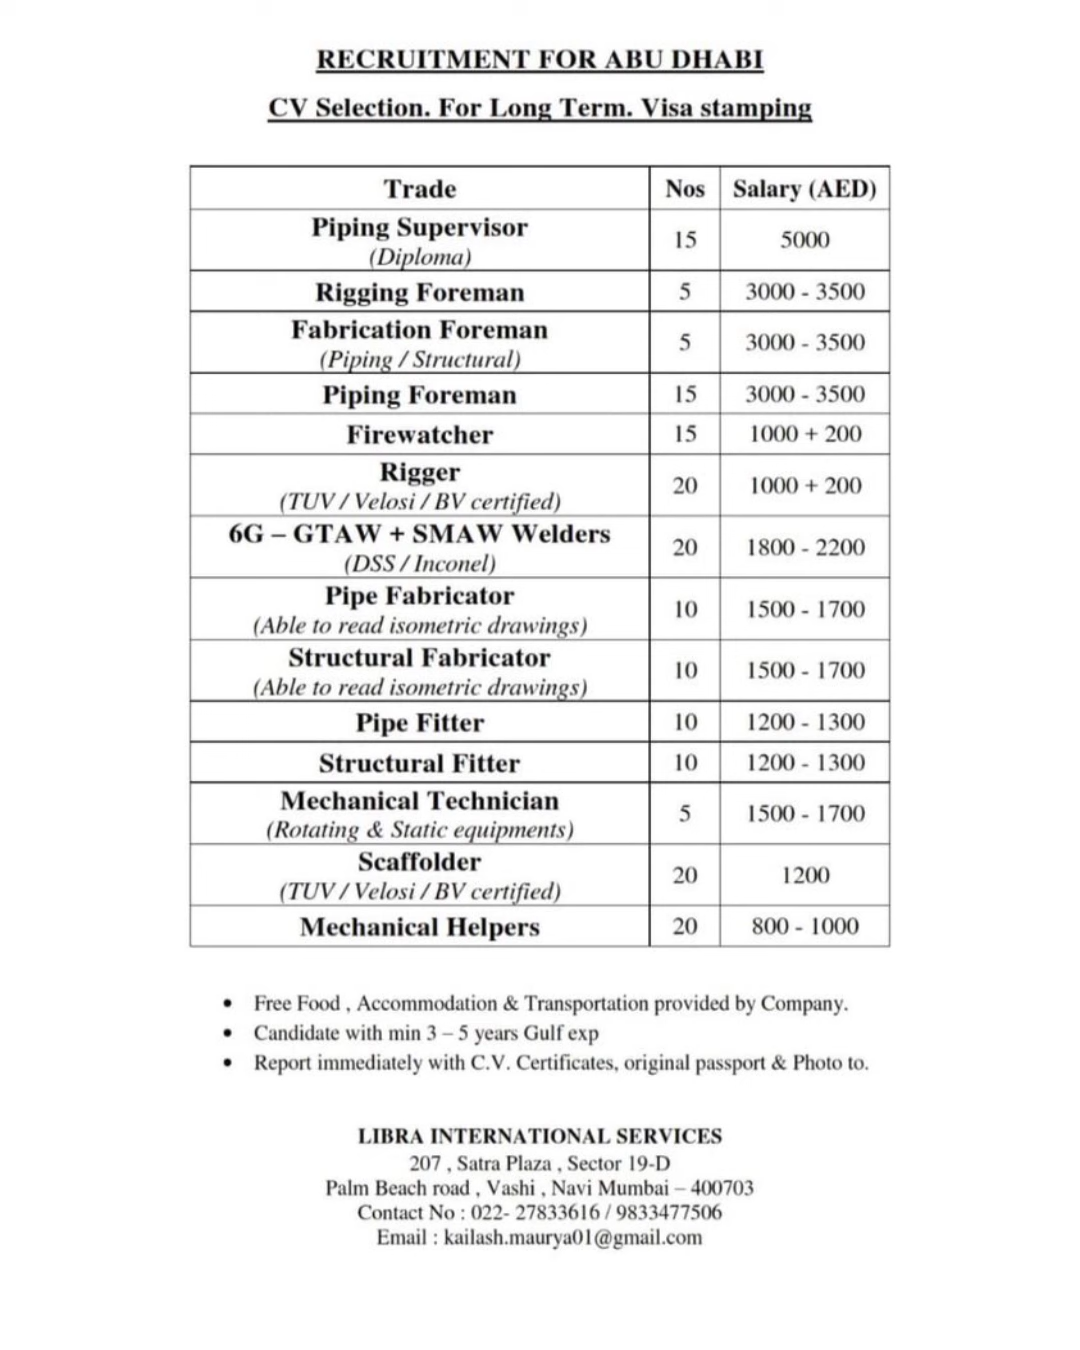 RECRUITMENT FOR ABU DHABI
CV Selection. For Long Term. Visa stamping
Trade Nos Salary (AED)
Piping Supervisor
(Diploma) 15 5000
Rigging Foreman 5 3000 - 3500
Fabrication Foreman
(Piping / Structural) 5 3000 - 3500
Piping Foreman 15 3000 - 3500
Firewatcher 15 1000 + 200
Rigger
(TUV / Velosi / BV certified) 20 1000 + 200
6G – GTAW + SMAW Welders
(DSS / Inconel) 20 1800 - 2200
Pipe Fabricator
(Able to read isometric drawings) 10 1500 - 1700
Structural Fabricator
(Able to read isometric drawings) 10 1500 - 1700
Pipe Fitter 10 1200 - 1300
Structural Fitter 10 1200 - 1300
Mechanical Technician
(Rotating & Static equipments) 5 1500 - 1700
Scaffolder
(TUV / Velosi / BV certified) 20 1200
Mechanical Helpers 20 800 - 1000
• Free Food , Accommodation & Transportation provided by Company.
• Candidate with min 3 – 5 years Gulf exp
• Report immediately with C.V. Certificates, original passport & Photo to.
LIBRA INTERNATIONAL SERVICES
207 , Satra Plaza , Sector 19-D
Palm Beach road , Vashi , Navi Mumbai – 400703
Contact No : 022- 27833616 / 9833477506
Email : kailash.maurya01@gmail.com